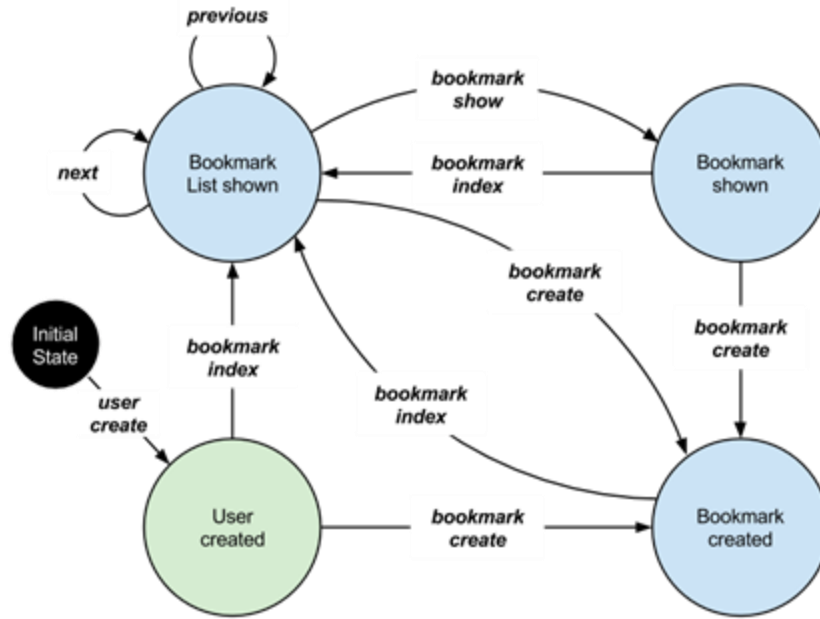 previous
bookmark
show
Bookmark
List shown
next
bookmark
index
Bookmark
shown
bookmark
create
Initial
State
bookmark
index
bookmark
create
user
create
bookmark
index
User
created
bookmark
create
Bookmark
created